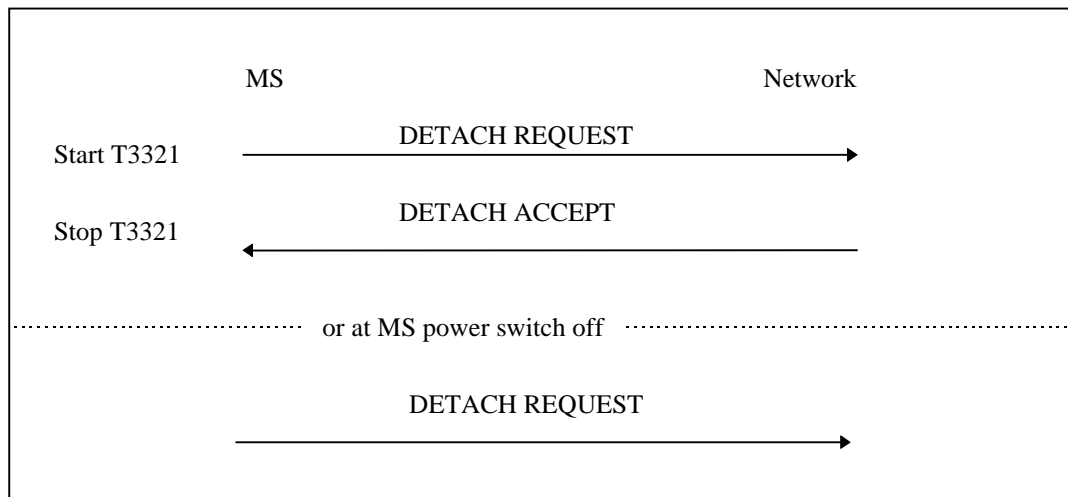 MS Network
DETACH REQUEST
Start T3321
DETACH ACCEPT
Stop T3321
or at MS power switch off
DETACH REQUEST